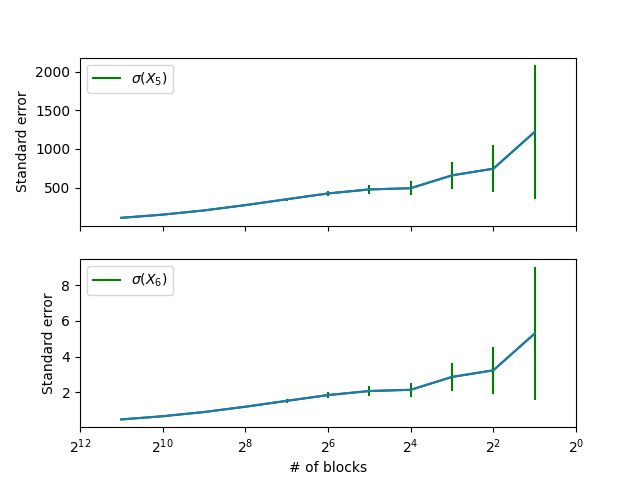 σ(X₅)
2000
1500
1000
500
Standard error
σ(X₆)
8
6
4
2
Standard error
2¹² 2¹⁰ 2⁸ 2⁶ 2⁴ 2² 2⁰
# of blocks